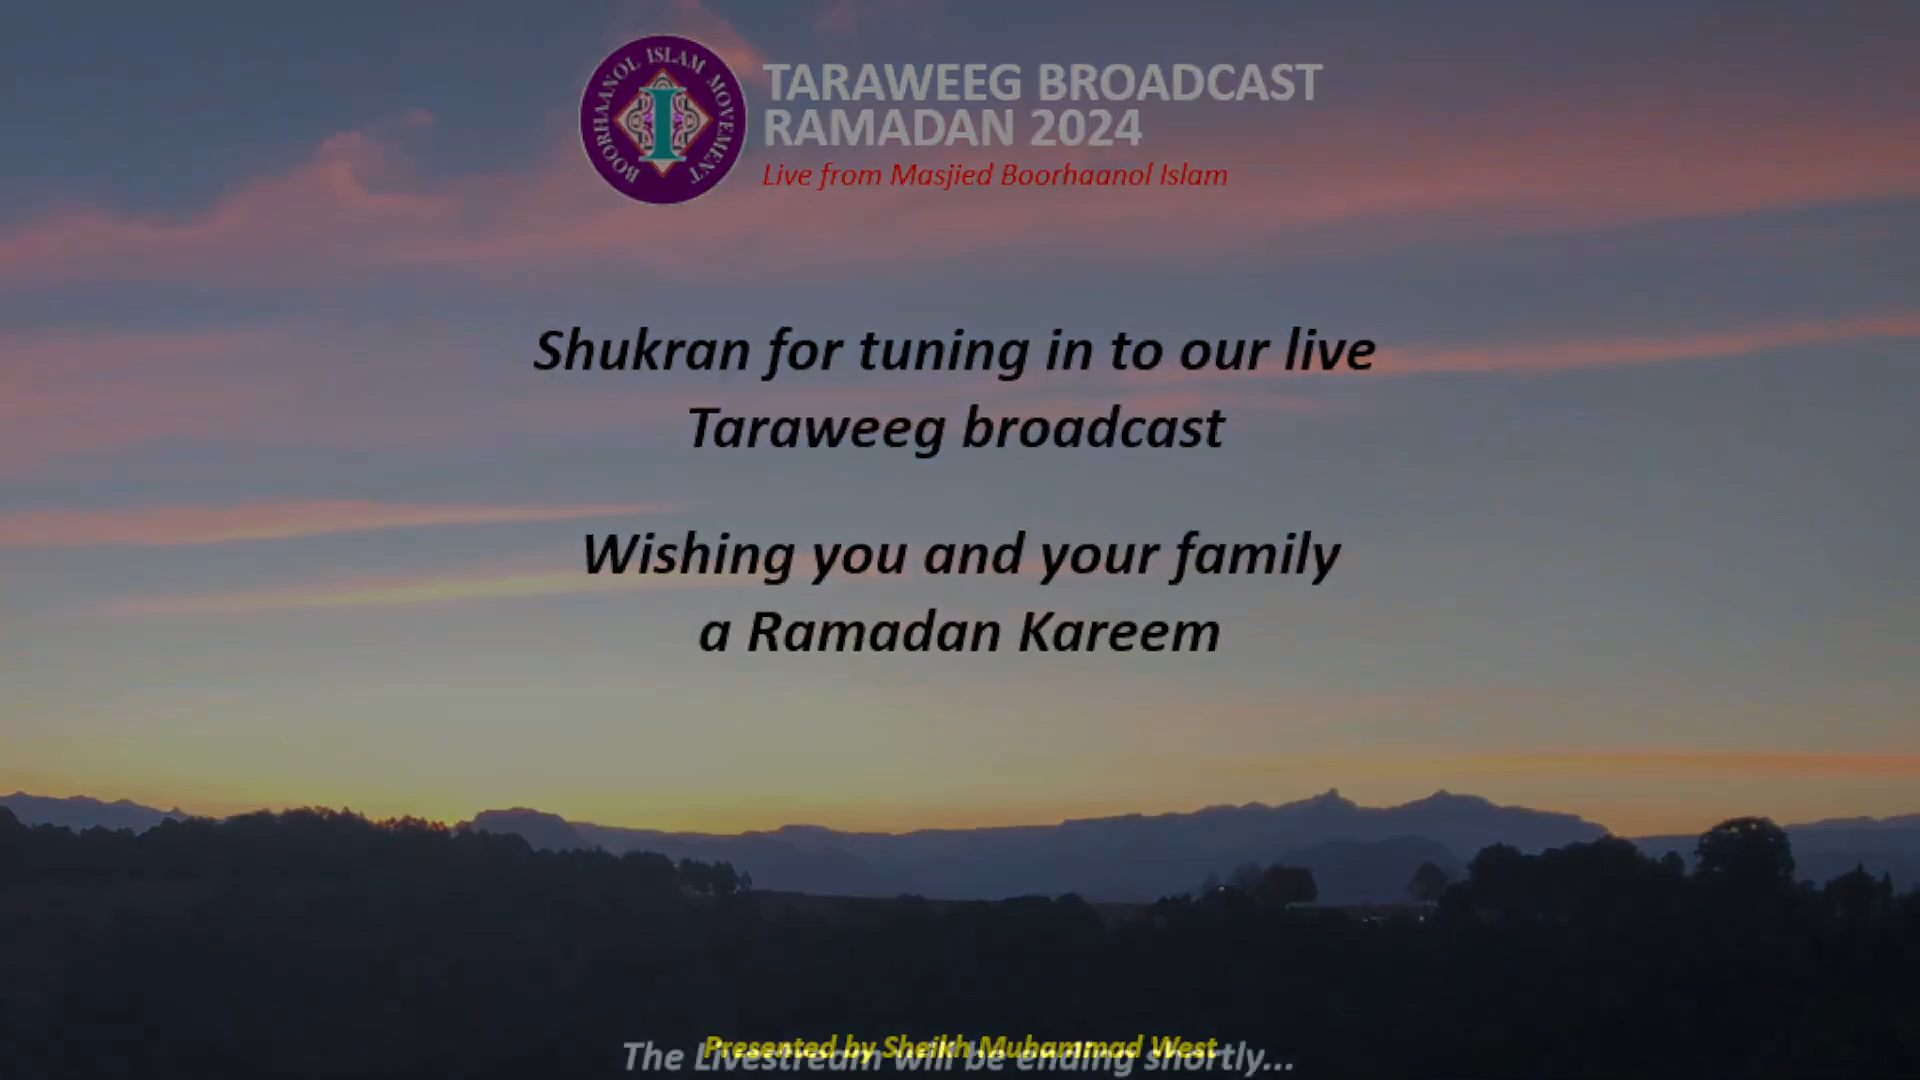 BOORHAANOL ISLAM MOVEMENT
TARAWEEG BROADCAST
RAMADAN 2024
Live from Masjied Boorhaanol Islam
Shukran for tuning in to our live
Taraweeg broadcast
Wishing you and your family
a Ramadan Kareem
Presented by Sheikh Muhammad West
The Livestream will be ending shortly...